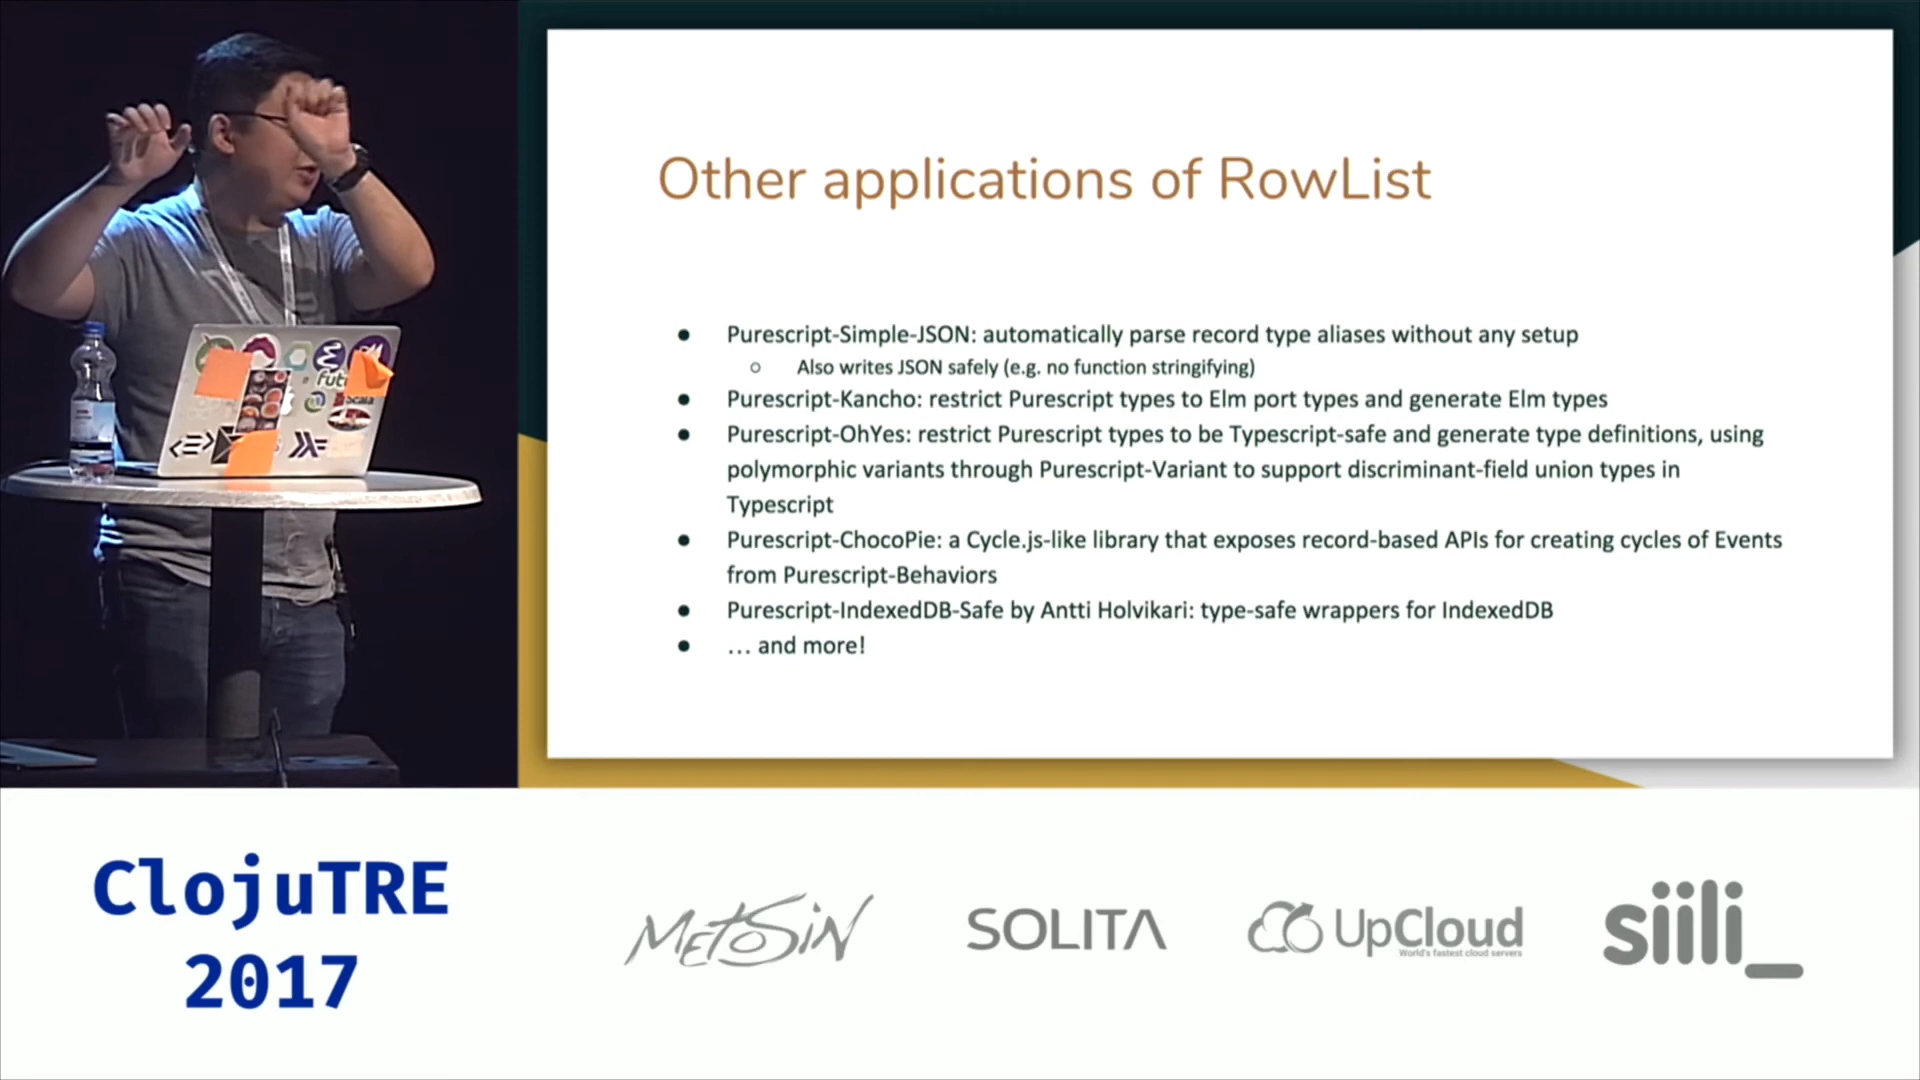 Other applications of RowList
● Purescript-Simple-JSON: automatically parse record type aliases without any setup
○ Also writes JSON safely (e.g. no function stringifying)
● Purescript-Kancho: restrict Purescript types to Elm port types and generate Elm types
● Purescript-OhYes: restrict Purescript types to be Typescript-safe and generate type definitions, using
polymorphic variants through Purescript-Variant to support discriminant-field union types in
Typescript
● Purescript-ChocoPie: a Cycle.js-like library that exposes record-based APIs for creating cycles of Events
from Purescript-Behaviors
● Purescript-IndexedDB-Safe by Antti Holvikari: type-safe wrappers for IndexedDB
● … and more!
Scala
ClojuTRE
2017
METOSIN
SOLITA
UpCloud
World's fastest cloud servers
siili_